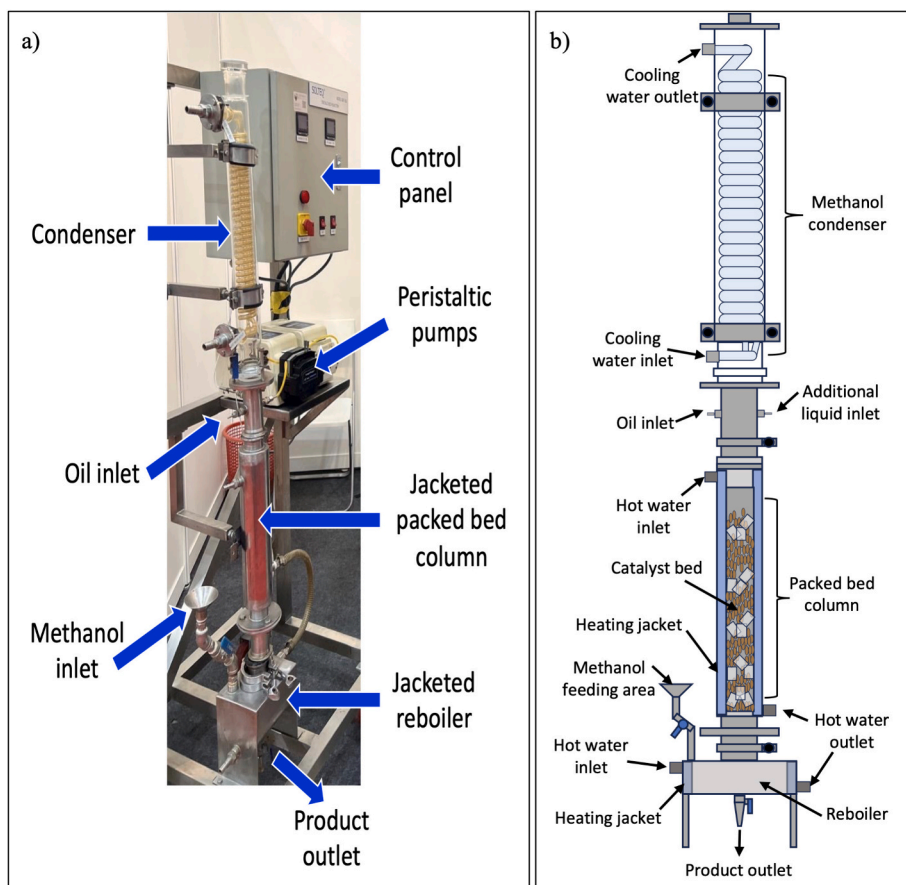 a)
Control
panel
Condenser
Peristaltic
pumps
Oil inlet
Jacketed
packed bed
column
Methanol
inlet
Jacketed
reboiler
Product
outlet
b)
Cooling
water outlet
Methanol
condenser
Cooling
water inlet
Oil inlet
Additional
liquid inlet
Hot water
inlet
Catalyst bed
Packed bed
column
Heating jacket
Methanol
feeding area
Hot water
outlet
Hot water
inlet
Heating jacket
Reboiler
Product outlet